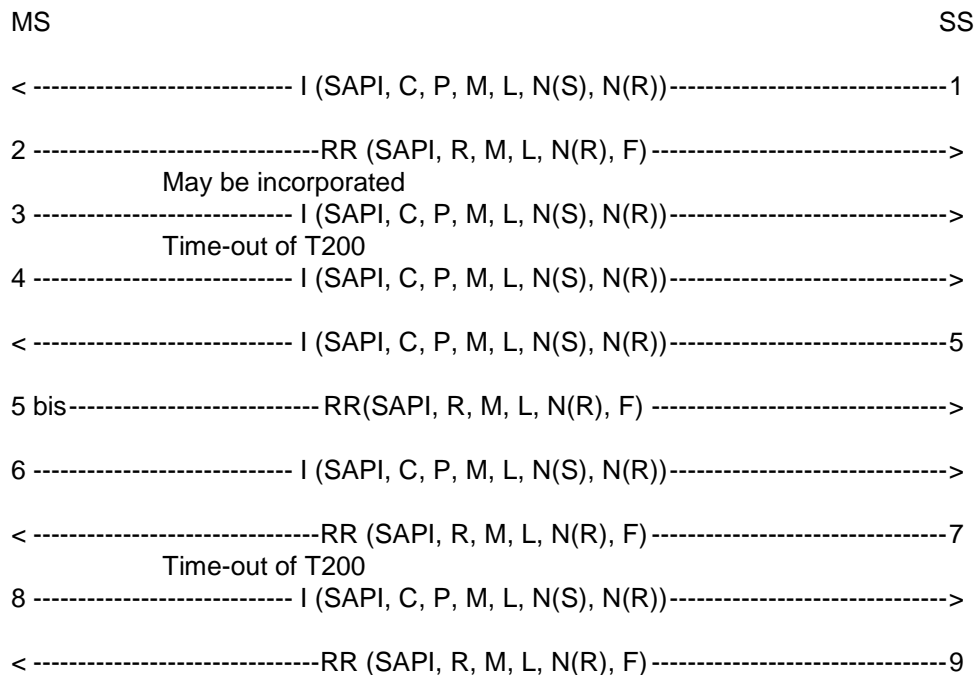 MS SS
< ----------------------------- I (SAPI, C, P, M, L, N(S), N(R))-------------------------------1
2 --------------------------------RR (SAPI, R, M, L, N(R), F) --------------------------------->
May be incorporated
3 ----------------------------- I (SAPI, C, P, M, L, N(S), N(R))------------------------------->
Time-out of T200
4 ----------------------------- I (SAPI, C, P, M, L, N(S), N(R))------------------------------->
< ----------------------------- I (SAPI, C, P, M, L, N(S), N(R))-------------------------------5
5 bis---------------------------- RR(SAPI, R, M, L, N(R), F) --------------------------------->
6 ----------------------------- I (SAPI, C, P, M, L, N(S), N(R))------------------------------->
< --------------------------------RR (SAPI, R, M, L, N(R), F) ---------------------------------7
Time-out of T200
8 ----------------------------- I (SAPI, C, P, M, L, N(S), N(R))------------------------------->
< --------------------------------RR (SAPI, R, M, L, N(R), F) ---------------------------------9